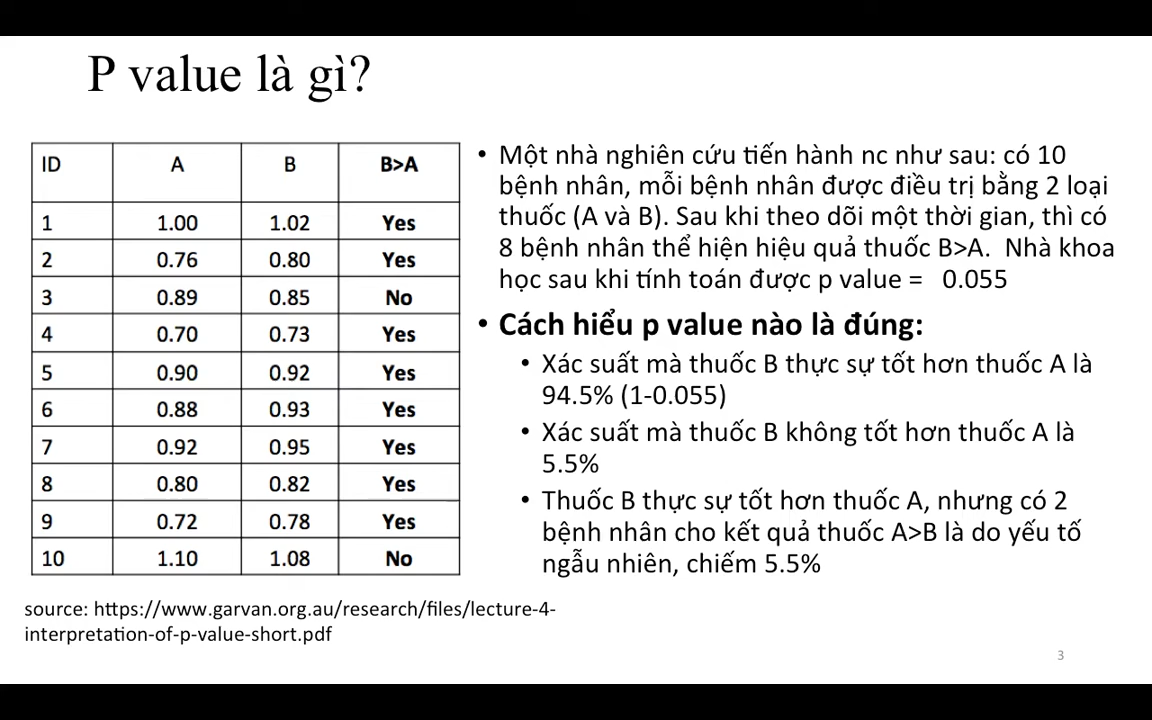 P value là gì?
ID A B B>A
1 1.00 1.02 Yes
2 0.76 0.80 Yes
3 0.89 0.85 No
4 0.70 0.73 Yes
5 0.90 0.92 Yes
6 0.88 0.93 Yes
7 0.92 0.95 Yes
8 0.80 0.82 Yes
9 0.72 0.78 Yes
10 1.10 1.08 No
source: https://www.garvan.org.au/research/files/lecture-4-
interpretation-of-p-value-short.pdf
• Một nhà nghiên cứu tiến hành nc như sau: có 10
bệnh nhân, mỗi bệnh nhân được điều trị bằng 2 loại
thuốc (A và B). Sau khi theo dõi một thời gian, thì có
8 bệnh nhân thể hiện hiệu quả thuốc B>A. Nhà khoa
học sau khi tính toán được p value = 0.055
• Cách hiểu p value nào là đúng:
• Xác suất mà thuốc B thực sự tốt hơn thuốc A là
94.5% (1-0.055)
• Xác suất mà thuốc B không tốt hơn thuốc A là
5.5%
• Thuốc B thực sự tốt hơn thuốc A, nhưng có 2
bệnh nhân cho kết quả thuốc A>B là do yếu tố
ngẫu nhiên, chiếm 5.5%
3